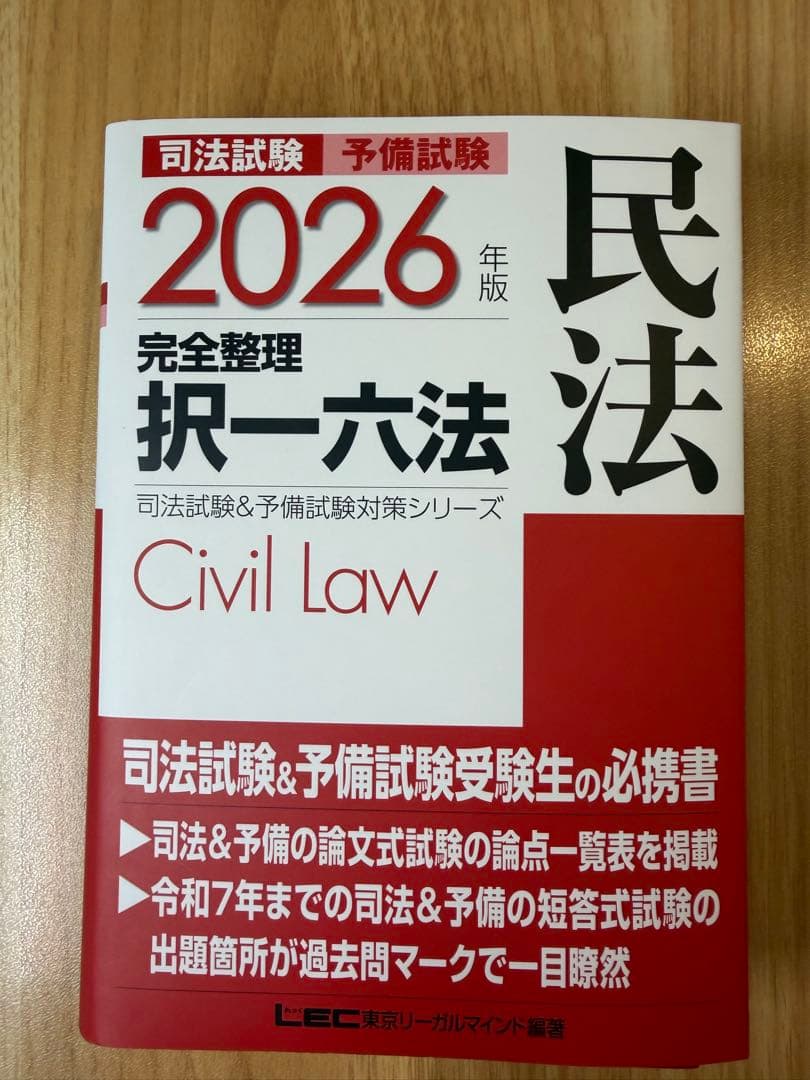 司法試験 予備試験
2026年版
完全整理
択一六法
司法試験&予備試験対策シリーズ
Civil Law
民法
司法試験&予備試験受験生の必携書
▶司法&予備の論文式試験の論点一覧表を掲載
▶令和7年までの司法&予備の短答式試験の
出題箇所が過去問マークで一目瞭然
LEC東京リーガルマインド編著